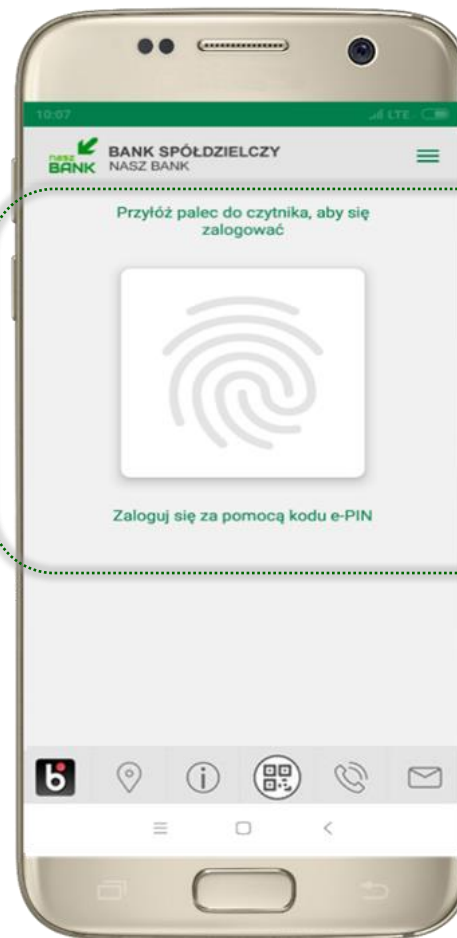 10:07
LTE
nasz
BANK
BANK SPÓŁDZIELCZY
NASZ BANK
Przyłóż palec do czytnika, aby się
zalogować
Zaloguj się za pomocą kodu e-PIN